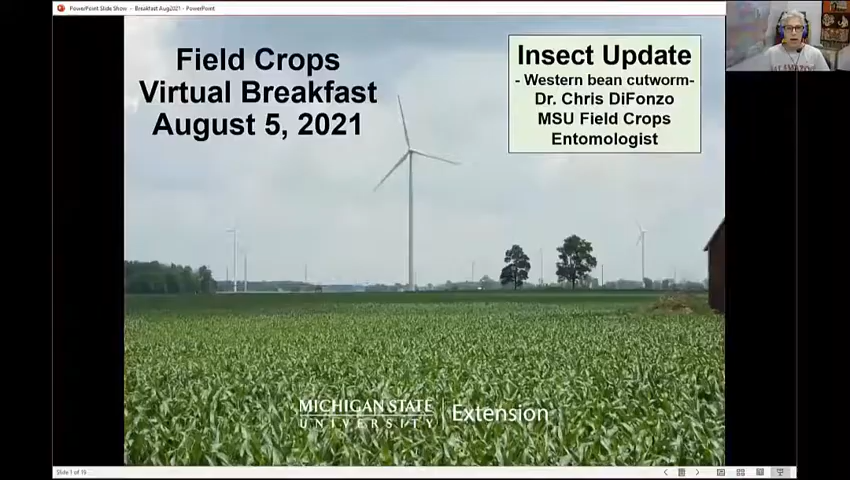 PowerPoint Slide Show - Breakfast Aug2021 - PowerPoint
Field Crops
Virtual Breakfast
August 5, 2021
Insect Update
- Western bean cutworm-
Dr. Chris DiFonzo
MSU Field Crops
Entomologist
MICHIGAN STATE
UNIVERSITY
Extension
Slide 1 of 15